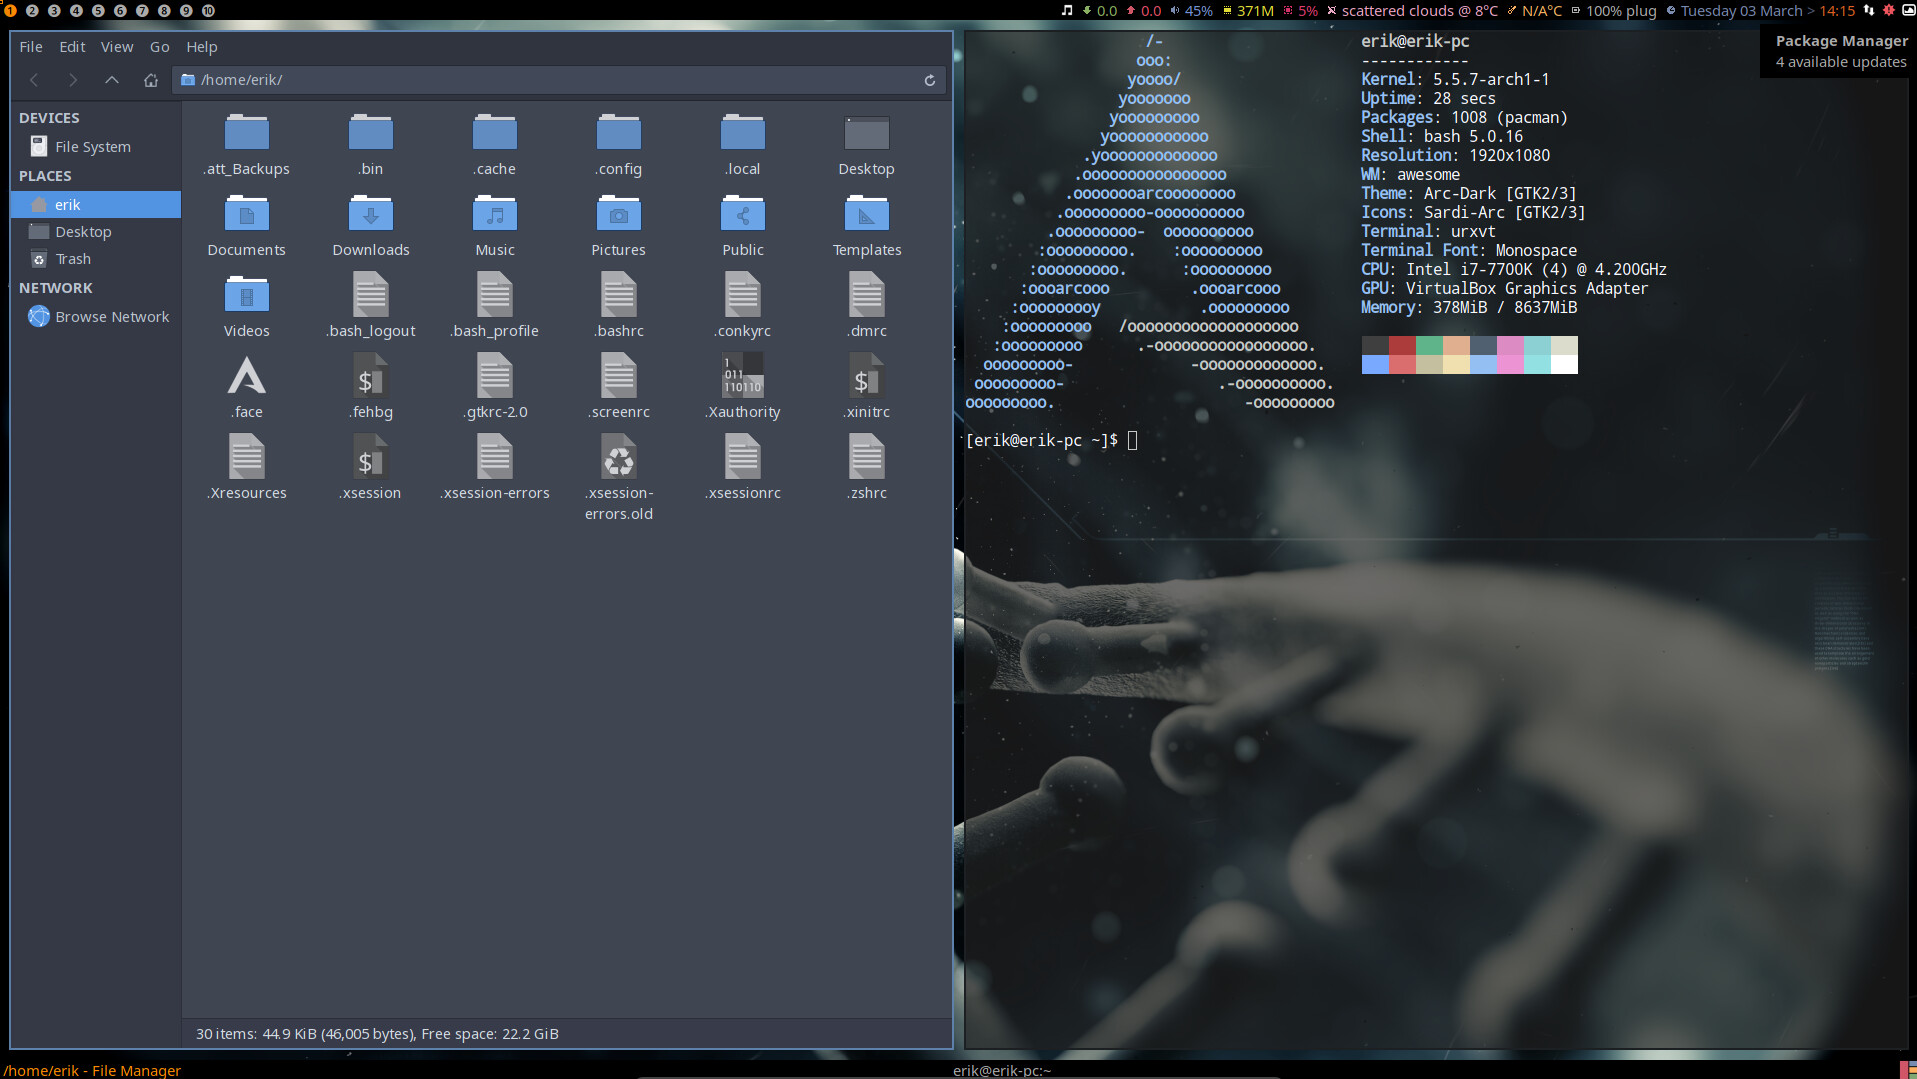 1 2 3 4 5 6 7 8 9 10
0.0 0.0 45% 371M 5% scattered clouds @ 8°C N/A°C 100% plug Tuesday 03 March > 14:15
File Edit View Go Help
/home/erik/
DEVICES
File System
PLACES
erik
Desktop
Trash
NETWORK
Browse Network
.att_Backups .bin .cache .config .local Desktop
Documents Downloads Music Pictures Public Templates
Videos .bash_logout .bash_profile .bashrc .conkyrc .dmrc
1
011
110110
.face .fehbg .gtkrc-2.0 .screenrc .Xauthority .xinitrc
.Xresources .xsession .xsession-errors .xsession-errors.old .xsessionrc .zshrc
30 items: 44.9 KiB (46,005 bytes), Free space: 22.2 GiB
/-
ooo:
yoooo/
yooooooo
yooooooooo
yooooooooooo
.yooooooooooooo
.oooooooooooooooo
.oooooooarcooooooooo
.ooooooooo-oooooooooo
.ooooooooo-  oooooooooo
:ooooooooo.    :ooooooooo
:ooooooooo.      :ooooooooo
:oooarcooo         .oooarcooo
:ooooooooy           .ooooooooo
:ooooooooo   /ooooooooooooooooooo
:ooooooooo      .-ooooooooooooooooo.
ooooooooo-             -ooooooooooooo.
ooooooooo-                 .-oooooooooo.
ooooooooo.                     -ooooooooo
erik@erik-pc
------------
Kernel: 5.5.7-arch1-1
Uptime: 28 secs
Packages: 1008 (pacman)
Shell: bash 5.0.16
Resolution: 1920x1080
WM: awesome
Theme: Arc-Dark [GTK2/3]
Icons: Sardi-Arc [GTK2/3]
Terminal: urxvt
Terminal Font: Monospace
CPU: Intel i7-7700K (4) @ 4.200GHz
GPU: VirtualBox Graphics Adapter
Memory: 378MiB / 8637MiB
[erik@erik-pc ~]$
Package Manager
4 available updates
/home/erik - File Manager
erik@erik-pc:~